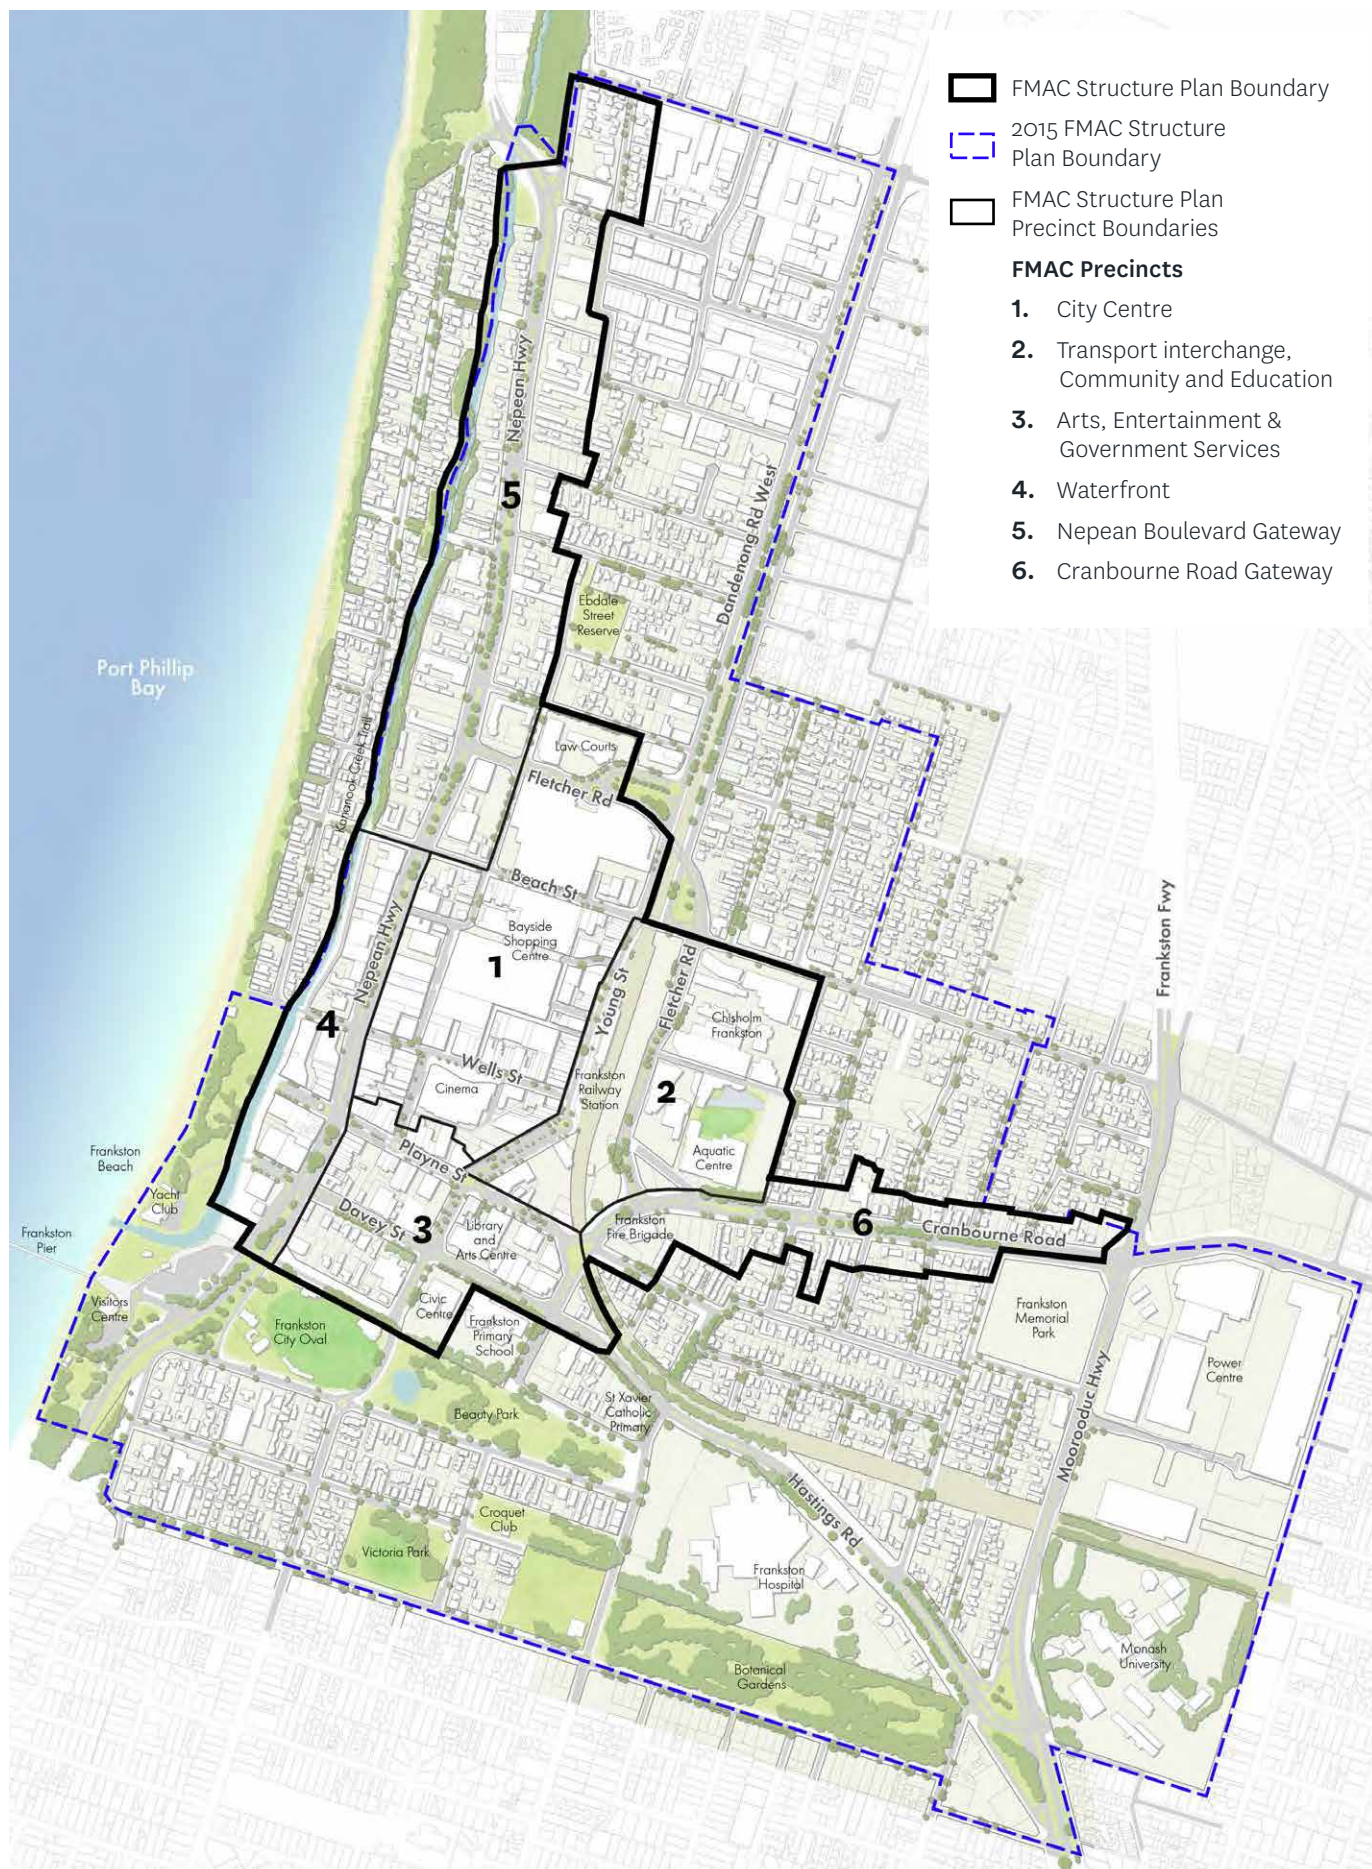 FMAC Structure Plan Boundary
2015 FMAC Structure
Plan Boundary
FMAC Structure Plan
Precinct Boundaries
FMAC Precincts
1. City Centre
2. Transport interchange,
Community and Education
3. Arts, Entertainment &
Government Services
4. Waterfront
5. Nepean Boulevard Gateway
6. Cranbourne Road Gateway
Nepean Hwy
5
Dandenong Rd West
Ebdale
Street
Reserve
Port Phillip
Bay
Kananook Creek Trail
Law Courts
Fletcher Rd
Beach St
Nepean Hwy
Bayside
Shopping
Centre
1
Young St
Fletcher Rd
Frankston Fwy
4
Chisholm
Frankston
Wells St
Cinema
Frankston
Railway
Station
2
Aquatic
Centre
Frankston
Beach
Yacht
Club
Playne St
Davey St
3
Library
and
Arts Centre
Frankston
Fire Brigade
6
Cranbourne Road
Frankston
Pier
Visitors
Centre
Frankston
City Oval
Civic
Centre
Frankston
Primary
School
Frankston
Memorial
Park
Power
Centre
Moorooduc Hwy
St Xavier
Catholic
Primary
Beauty Park
Hastings Rd
Croquet
Club
Victoria Park
Frankston
Hospital
Botanical
Gardens
Monash
University